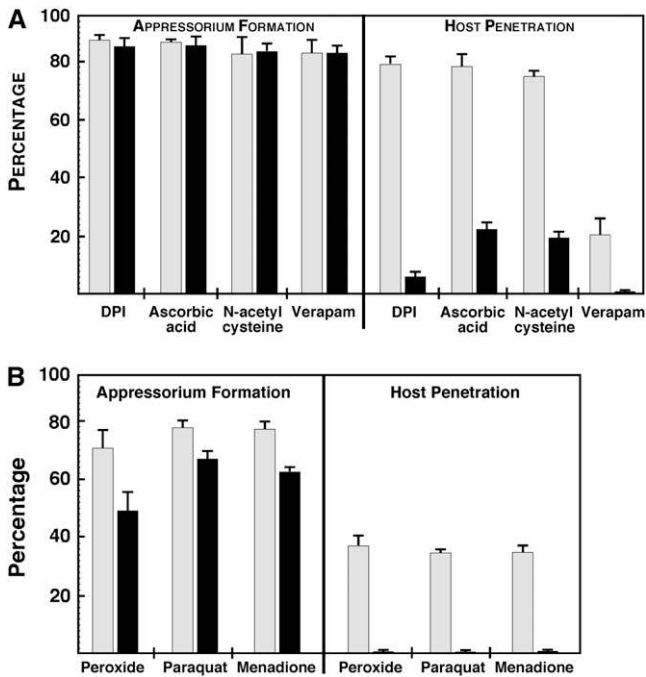 A
APPRESSORIUM FORMATION
HOST PENETRATION
PERCENTAGE
100
80
60
40
20
DPI
Ascorbic
acid
N-acetyl
cysteine
Verapam
DPI
Ascorbic
acid
N-acetyl
cysteine
Verapam
B
Appressorium Formation
Host Penetration
Percentage
100
80
60
40
20
Peroxide
Paraquat
Menadione
Peroxide
Paraquat
Menadione